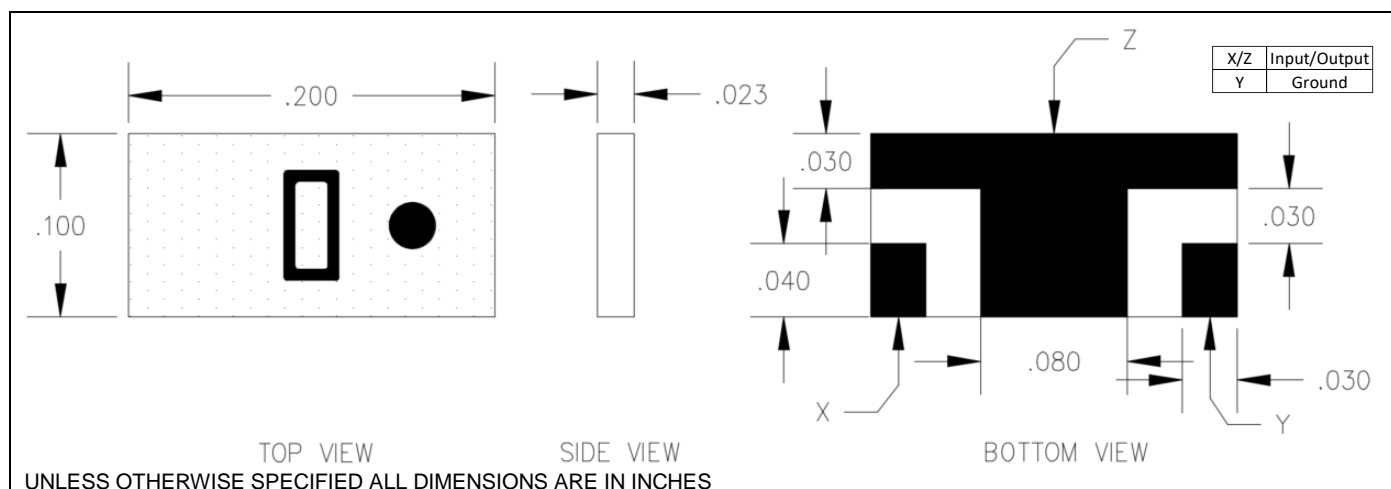 Z
X/Z Input/Output
Y Ground
.200
.023
.030
.100
.030
.040
.080
.030
X
Y
TOP VIEW
SIDE VIEW
BOTTOM VIEW
UNLESS OTHERWISE SPECIFIED ALL DIMENSIONS ARE IN INCHES